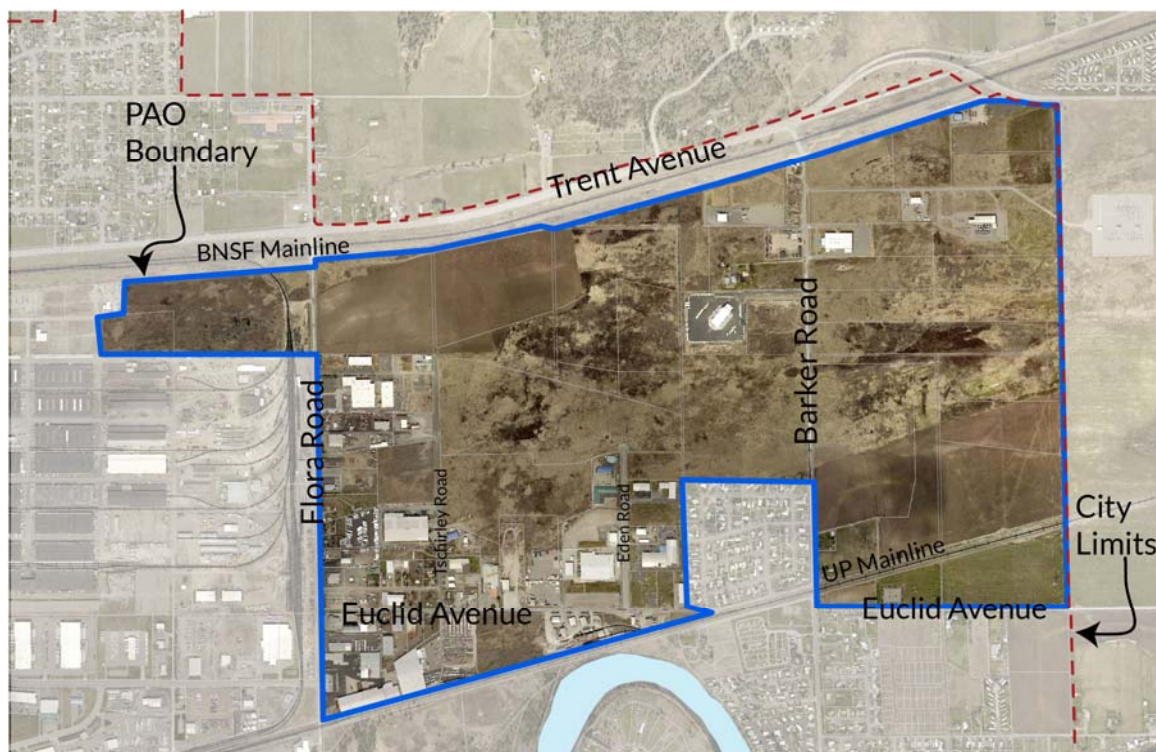 PAO
Boundary
Trent Avenue
BNSF Mainline
Flora Road
Barker Road
Tschirley Road
Eden Road
City
Limits
UP Mainline
Euclid Avenue
Euclid Avenue